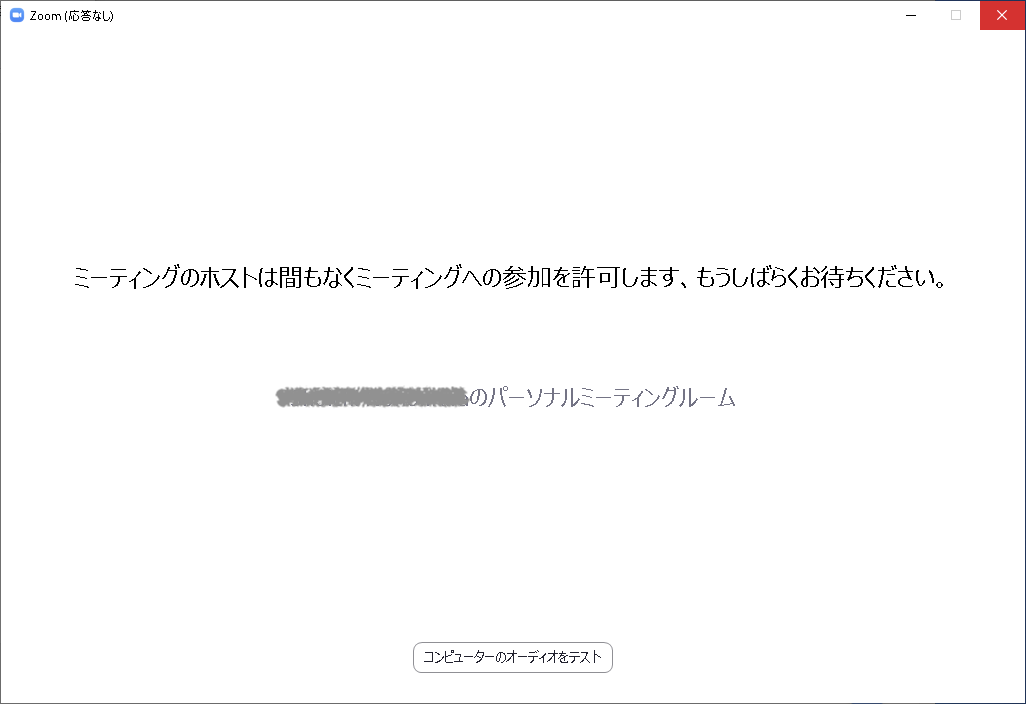 Zoom (応答なし)
ミーティングのホストは間もなくミーティングへの参加を許可します、もうしばらくお待ちください。
のパーソナルミーティングルーム
コンピューターのオーディオをテスト